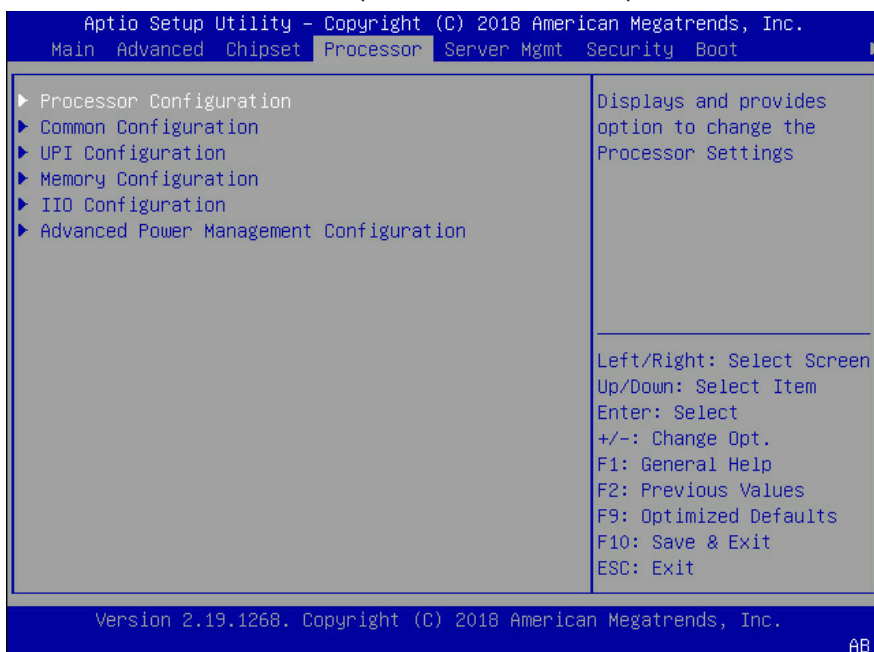 Aptio Setup Utility – Copyright (C) 2018 American Megatrends, Inc.
Main Advanced Chipset Processor Server Mgmt Security Boot
Processor Configuration
Common Configuration
UPI Configuration
Memory Configuration
IIO Configuration
Advanced Power Management Configuration
Displays and provides
option to change the
Processor Settings
Left/Right: Select Screen
Up/Down: Select Item
Enter: Select
+/-: Change Opt.
F1: General Help
F2: Previous Values
F9: Optimized Defaults
F10: Save & Exit
ESC: Exit
Version 2.19.1268. Copyright (C) 2018 American Megatrends, Inc.
AB